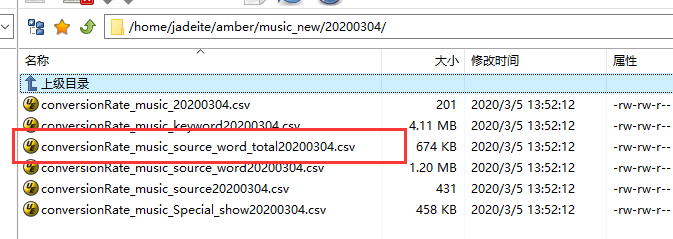 /home/jadeite/amber/music_new/20200304/
名称 大小 修改时间 属性
上级目录
conversionRate_music_20200304.csv 201 2020/3/5 13:52:12 -rw-rw-r--
conversionRate_music_keyword20200304.csv 4.11 MB 2020/3/5 13:52:12 -rw-rw-r--
conversionRate_music_source_word_total20200304.csv 674 KB 2020/3/5 13:52:12 -rw-rw-r--
conversionRate_music_source_word20200304.csv 1.20 MB 2020/3/5 13:52:12 -rw-rw-r--
conversionRate_music_source20200304.csv 431 2020/3/5 13:52:12 -rw-rw-r--
conversionRate_music_Special_show20200304.csv 458 KB 2020/3/5 13:52:12 -rw-rw-r--